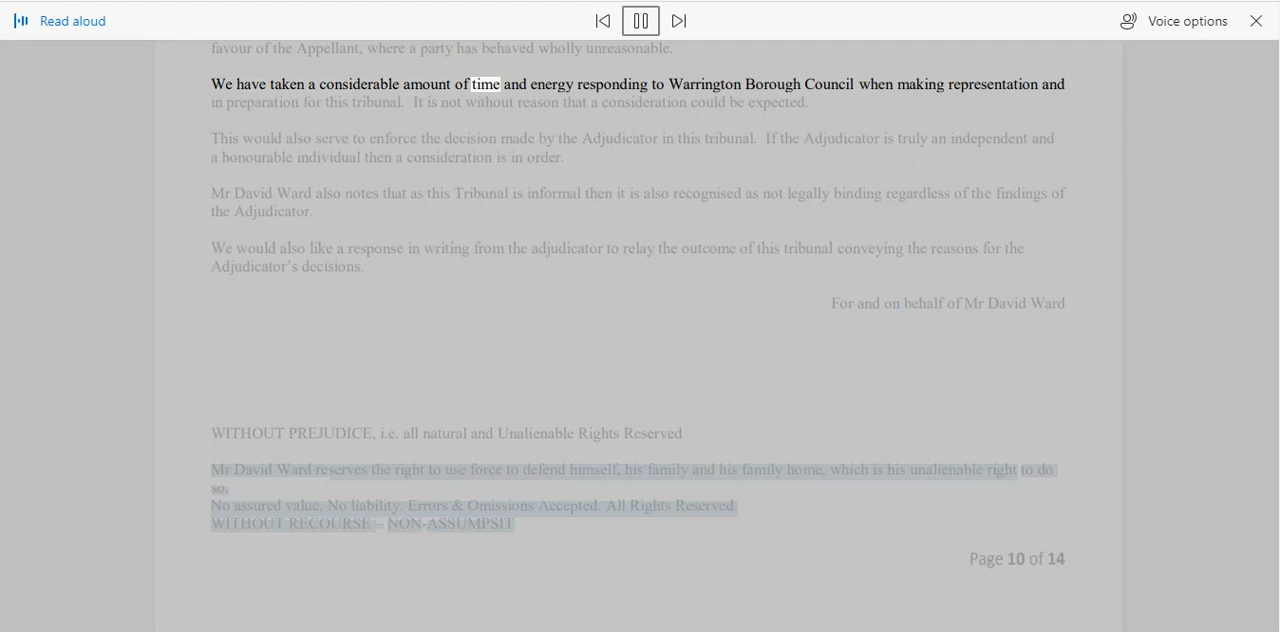 Read aloud
Voice options
favour of the Appellant, where a party has behaved wholly unreasonable.
We have taken a considerable amount of time and energy responding to Warrington Borough Council when making representation and
in preparation for this tribunal.  It is not without reason that a consideration could be expected.
This would also serve to enforce the decision made by the Adjudicator in this tribunal.  If the Adjudicator is truly an independent and
a honourable individual then a consideration is in order.
Mr David Ward also notes that as this Tribunal is informal then it is also recognised as not legally binding regardless of the findings of
the Adjudicator.
We would also like a response in writing from the adjudicator to relay the outcome of this tribunal conveying the reasons for the
Adjudicator's decisions.
For and on behalf of Mr David Ward
WITHOUT PREJUDICE, i.e. all natural and Unalienable Rights Reserved
Mr David Ward reserves the right to use force to defend himself, his family and his family home, which is his unalienable right to do
so.
No assured value, No liability. Errors & Omissions Accepted. All Rights Reserved.
WITHOUT RECOURSE – NON-ASSUMPSIT
Page 10 of 14